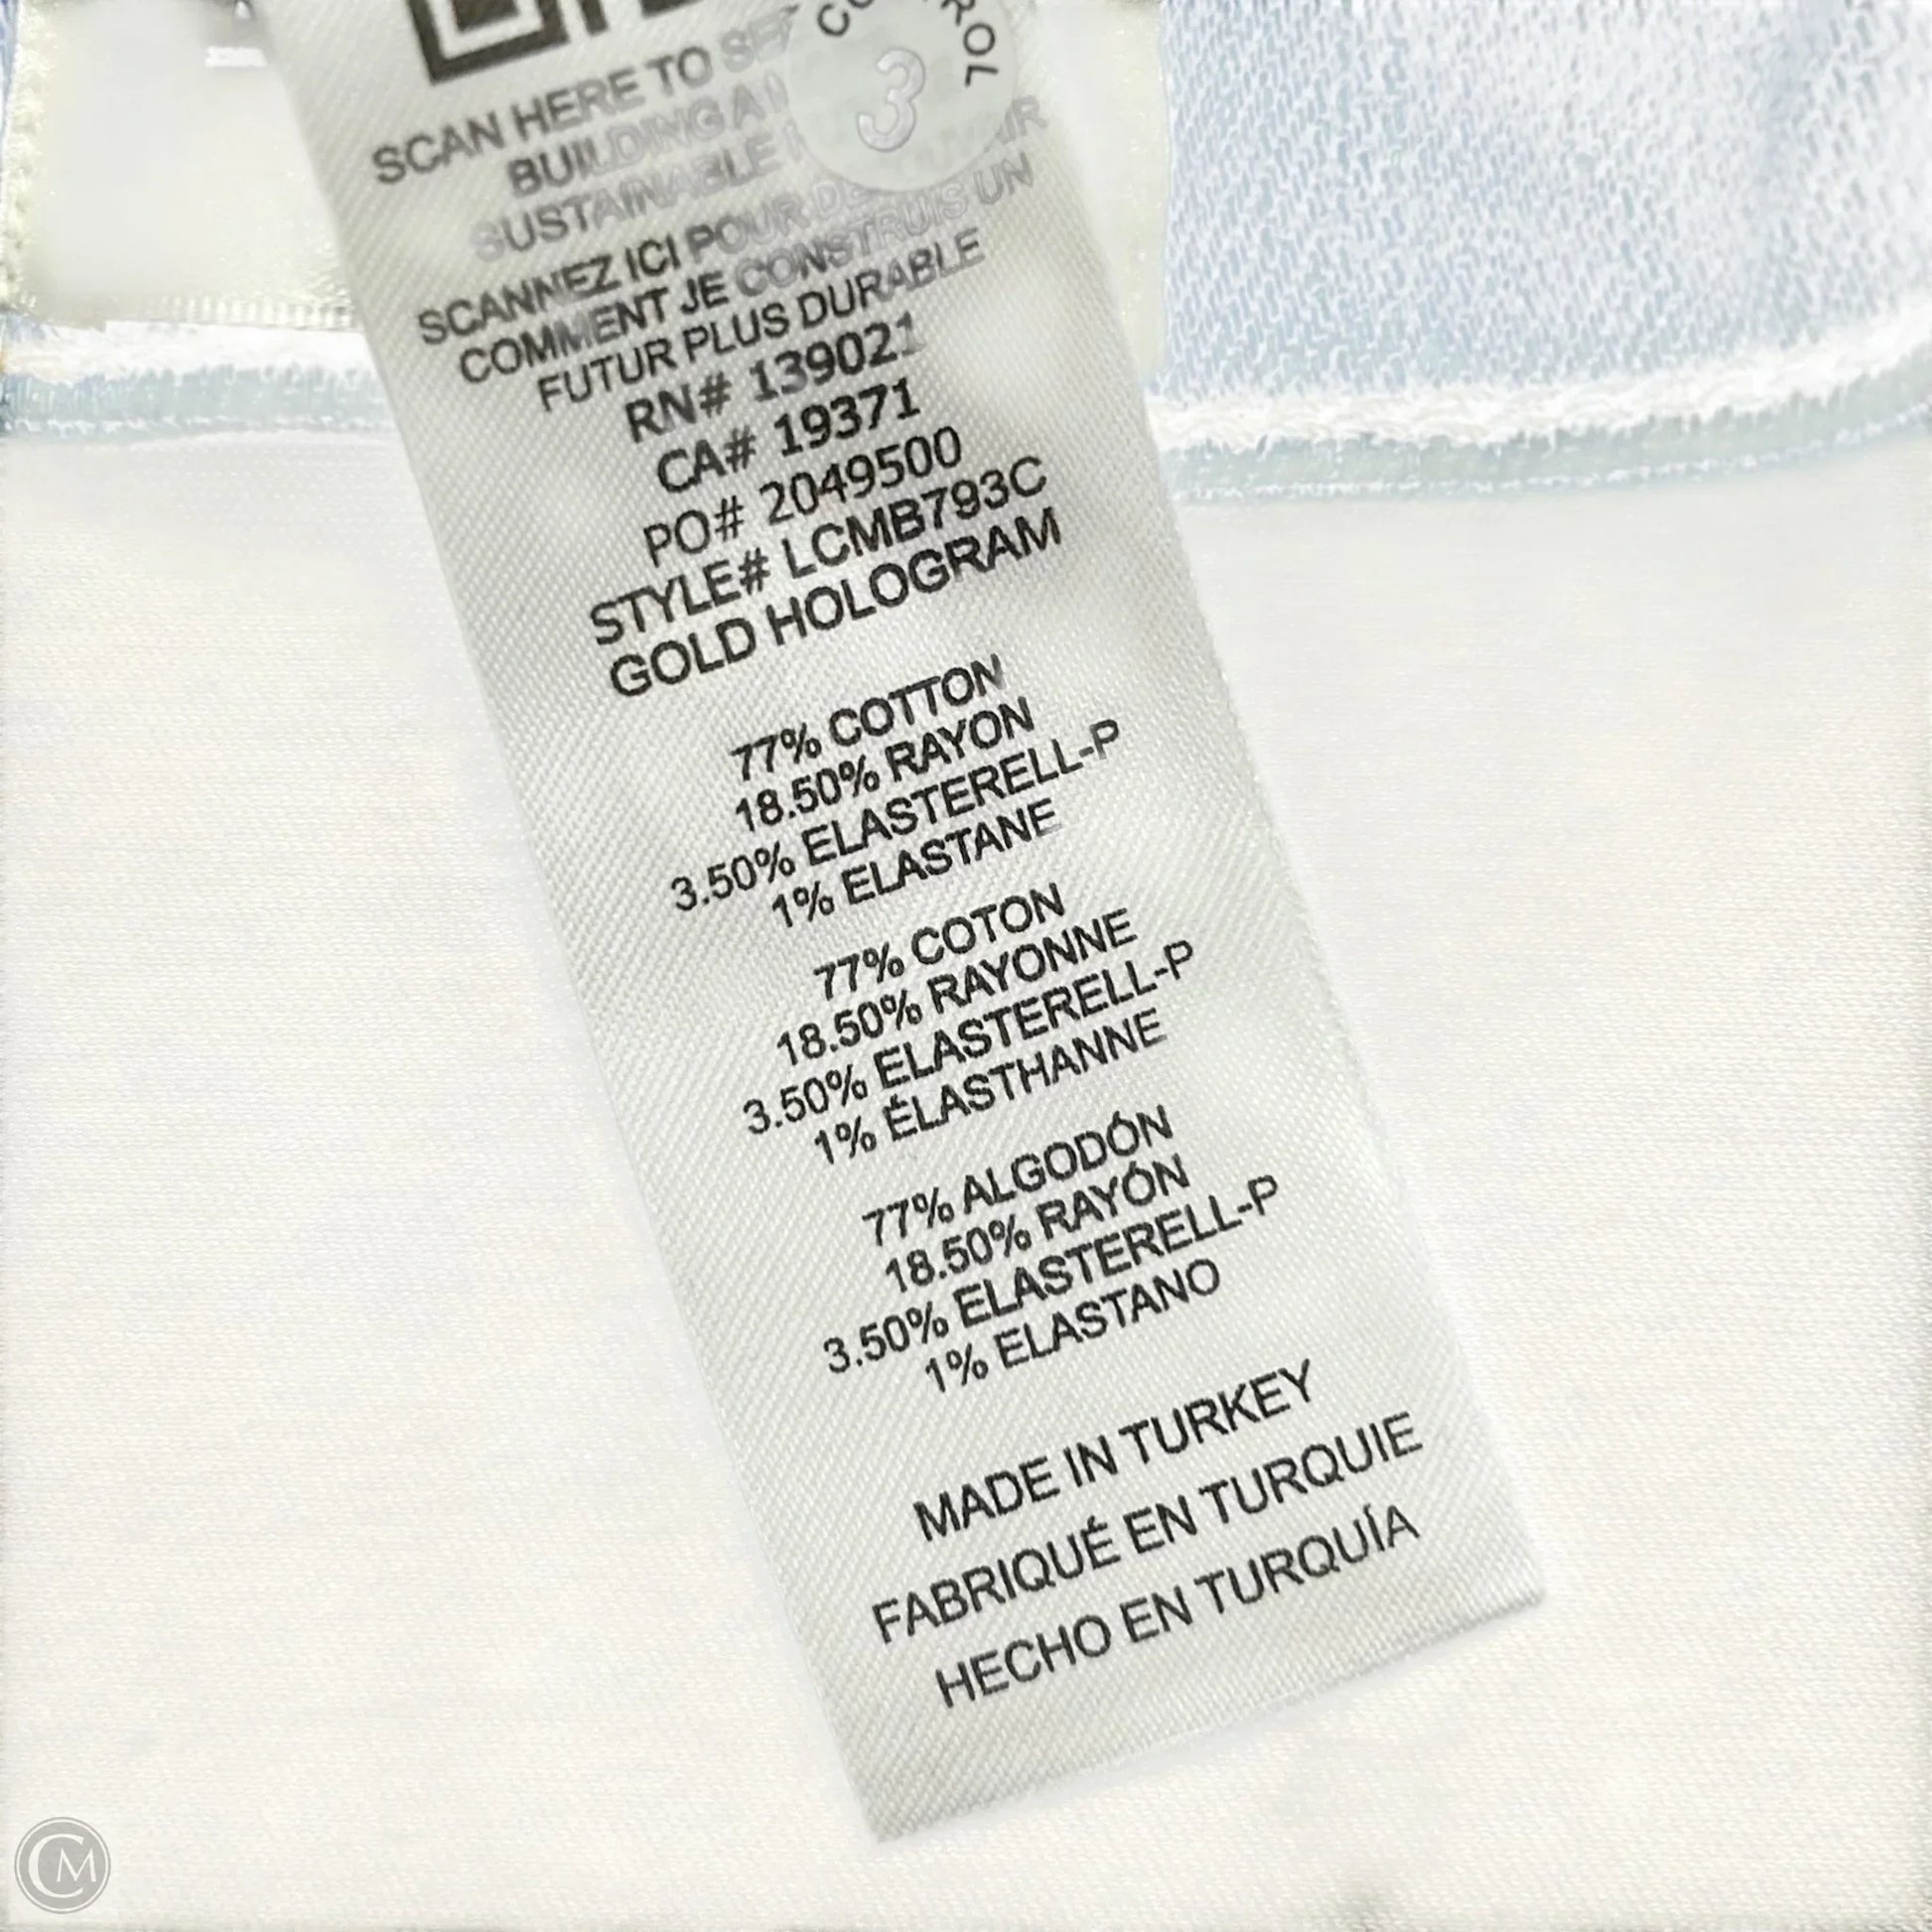 SCAN HERE TO SEE
BUILDING A
SUSTAINABLE
SCANNEZ ICI POUR
COMMENT JE CONSTRUIS UN
FUTUR PLUS DURABLE
RN# 139021
CA# 19371
PO# 2049500
STYLE# LCMB793C
GOLD HOLOGRAM
77% COTTON
18.50% RAYON
3.50% ELASTERELL-P
1% ELASTANE
77% COTON
18.50% RAYONNE
3.50% ELASTERELL-P
1% ÉLASTHANNE
77% ALGODÓN
18.50% RAYÓN
3.50% ELASTERELL-P
1% ELASTANO
MADE IN TURKEY
FABRIQUÉ EN TURQUIE
HECHO EN TURQUÍA
3
CM